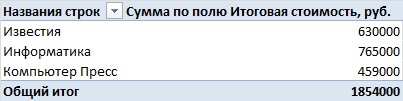 Названия строк Сумма по полю Итоговая стоимость, руб.
Известия 630000
Информатика 765000
Компьютер Пресс 459000
Общий итог 1854000